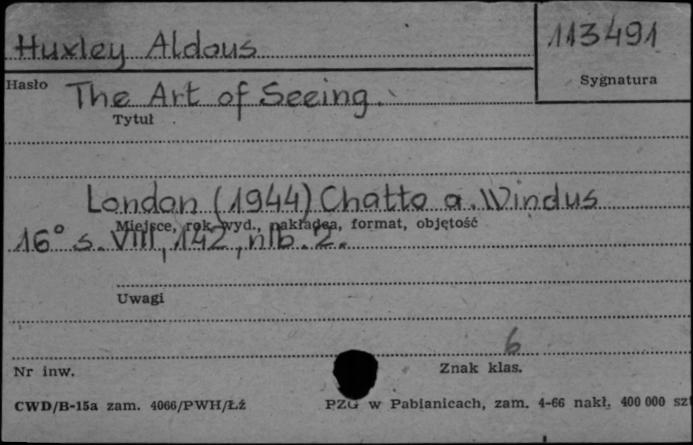 Huxley Aldous
113491
Hasło
Sygnatura
The Art of Seeing.
Tytuł
London (1944) Chatto a. Windus
Miejsce, rok wyd., nakładca, format, objętość
16° s. VIII, 142, nlb. 2.
Uwagi
6
Nr inw.
Znak klas.
CWD/B-15a zam. 4066/PWH/Łź
PZG w Pabianicach, zam. 4-66 nakł. 400 000 szt